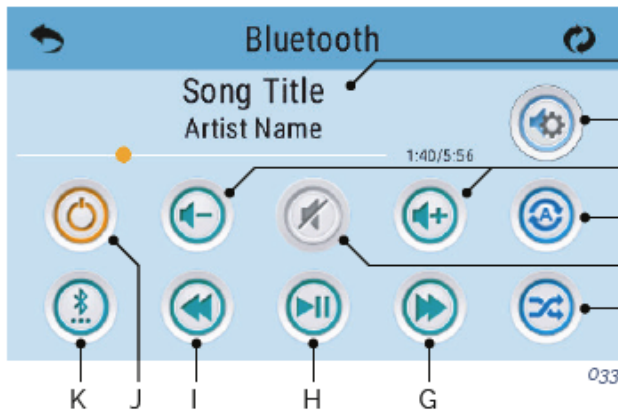 Bluetooth
Song Title
Artist Name
1:40/5:56
A
K J I H G
033